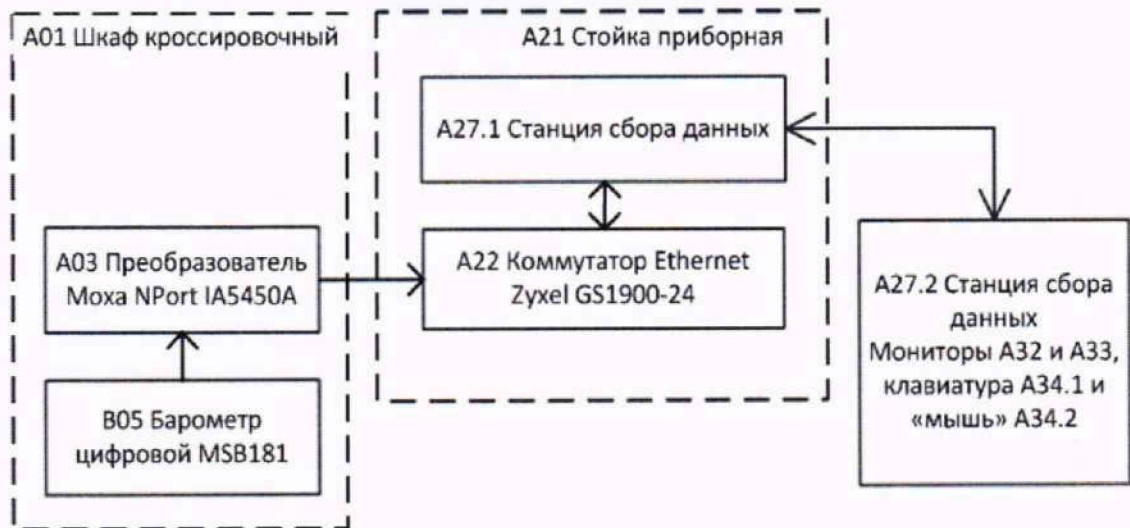 А01 Шкаф кроссировочный
А21 Стойка приборная
А27.1 Станция сбора данных
А03 Преобразователь
Moxa NPort IA5450A
А22 Коммутатор Ethernet
Zyxel GS1900-24
А27.2 Станция сбора
данных
Мониторы А32 и А33,
клавиатура А34.1 и
«мышь» А34.2
В05 Барометр
цифровой MSB181